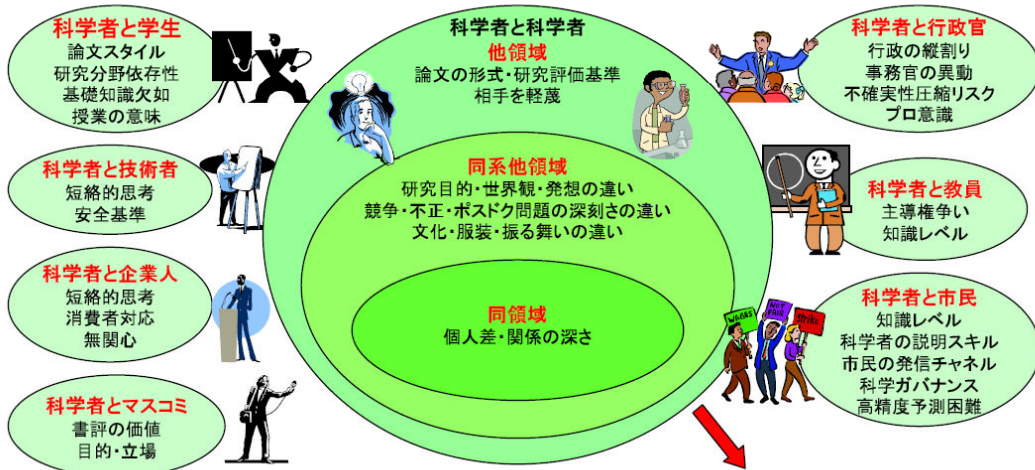 科学者と学生
論文スタイル
研究分野依存性
基礎知識欠如
授業の意味
科学者と技術者
短絡的思考
安全基準
科学者と企業人
短絡的思考
消費者対応
無関心
科学者とマスコミ
書評の価値
目的・立場
科学者と科学者
他領域
論文の形式・研究評価基準
相手を軽蔑
同系他領域
研究目的・世界観・発想の違い
競争・不正・ポスドク問題の深刻さの違い
文化・服装・振る舞いの違い
同領域
個人差・関係の深さ
科学者と行政官
行政の縦割り
事務官の異動
不確実性圧縮リスク
プロ意識
科学者と教員
主導権争い
知識レベル
WAGES
NOT
FAIR
Strike
科学者と市民
知識レベル
科学者の説明スキル
市民の発信チャネル
科学ガバナンス
高精度予測困難